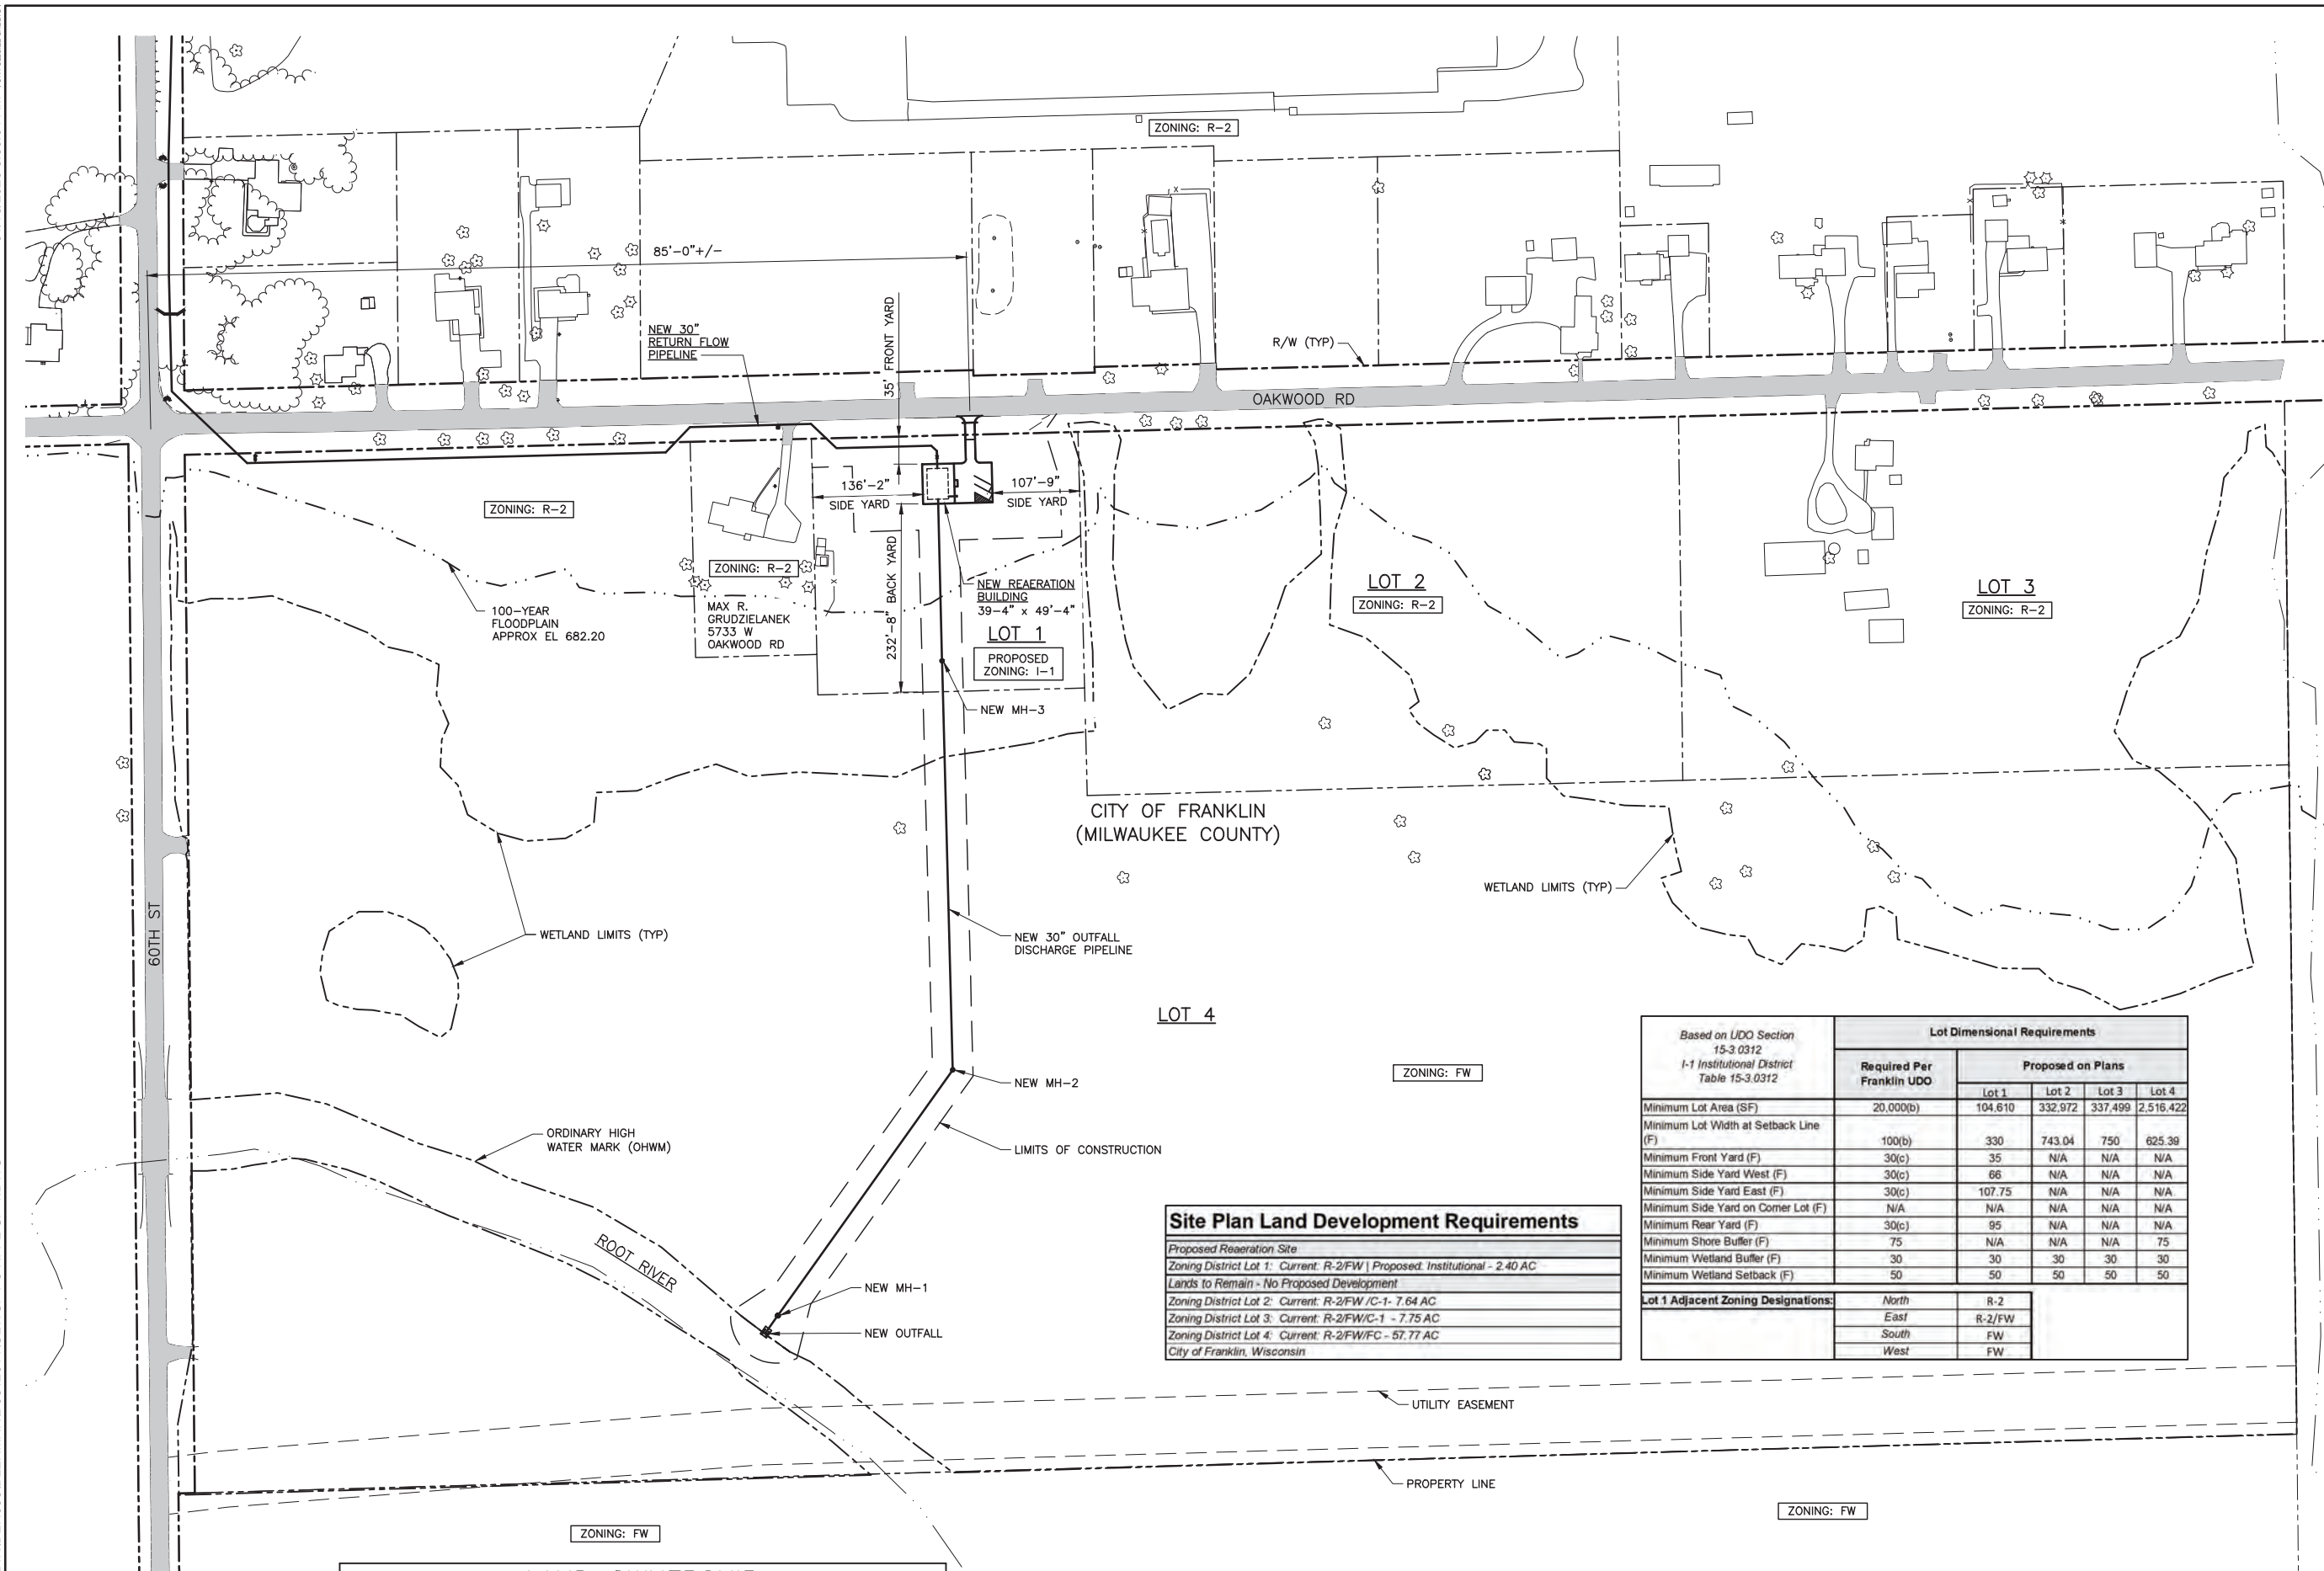 ZONING: R-2
85'-0"+/-
NEW 30"
RETURN FLOW
PIPELINE
35' FRONT YARD
R/W (TYP)
OAKWOOD RD
136'-2"
SIDE YARD
107'-9"
SIDE YARD
ZONING: R-2
ZONING: R-2
232'-8" BACK YARD
NEW REAERATION
BUILDING
39-4" x 49'-4"
100-YEAR
FLOODPLAIN
APPROX EL 682.20
MAX R.
GRUDZIELANEK
5733 W
OAKWOOD RD
LOT 1
PROPOSED
ZONING: I-1
LOT 2
ZONING: R-2
LOT 3
ZONING: R-2
NEW MH-3
CITY OF FRANKLIN
(MILWAUKEE COUNTY)
WETLAND LIMITS (TYP)
60TH ST
WETLAND LIMITS (TYP)
NEW 30" OUTFALL
DISCHARGE PIPELINE
LOT 4
ZONING: FW
NEW MH-2
ORDINARY HIGH
WATER MARK (OHWM)
LIMITS OF CONSTRUCTION
ROOT RIVER
NEW MH-1
NEW OUTFALL
Site Plan Land Development Requirements
Proposed Reaeration Site
Zoning District Lot 1: Current: R-2/FW | Proposed: Institutional - 2.40 AC
Lands to Remain - No Proposed Development
Zoning District Lot 2: Current: R-2/FW /C-1- 7.64 AC
Zoning District Lot 3: Current: R-2/FW/C-1 - 7.75 AC
Zoning District Lot 4: Current: R-2/FW/FC - 57.77 AC
City of Franklin, Wisconsin
Based on UDO Section
15-3.0312
I-1 Institutional District
Table 15-3.0312
Lot Dimensional Requirements
Required Per
Franklin UDO
Proposed on Plans
Lot 1 Lot 2 Lot 3 Lot 4
Minimum Lot Area (SF) 20,000(b) 104,610 332,972 337,499 2,516,422
Minimum Lot Width at Setback Line
(F) 100(b) 330 743.04 750 625.39
Minimum Front Yard (F) 30(c) 35 N/A N/A N/A
Minimum Side Yard West (F) 30(c) 66 N/A N/A N/A
Minimum Side Yard East (F) 30(c) 107.75 N/A N/A N/A
Minimum Side Yard on Corner Lot (F) N/A N/A N/A N/A N/A
Minimum Rear Yard (F) 30(c) 95 N/A N/A N/A
Minimum Shore Buffer (F) 75 N/A N/A N/A 75
Minimum Wetland Buffer (F) 30 30 30 30 30
Minimum Wetland Setback (F) 50 50 50 50 50
Lot 1 Adjacent Zoning Designations: North R-2
East R-2/FW
South FW
West FW
UTILITY EASEMENT
PROPERTY LINE
ZONING: FW
ZONING: FW